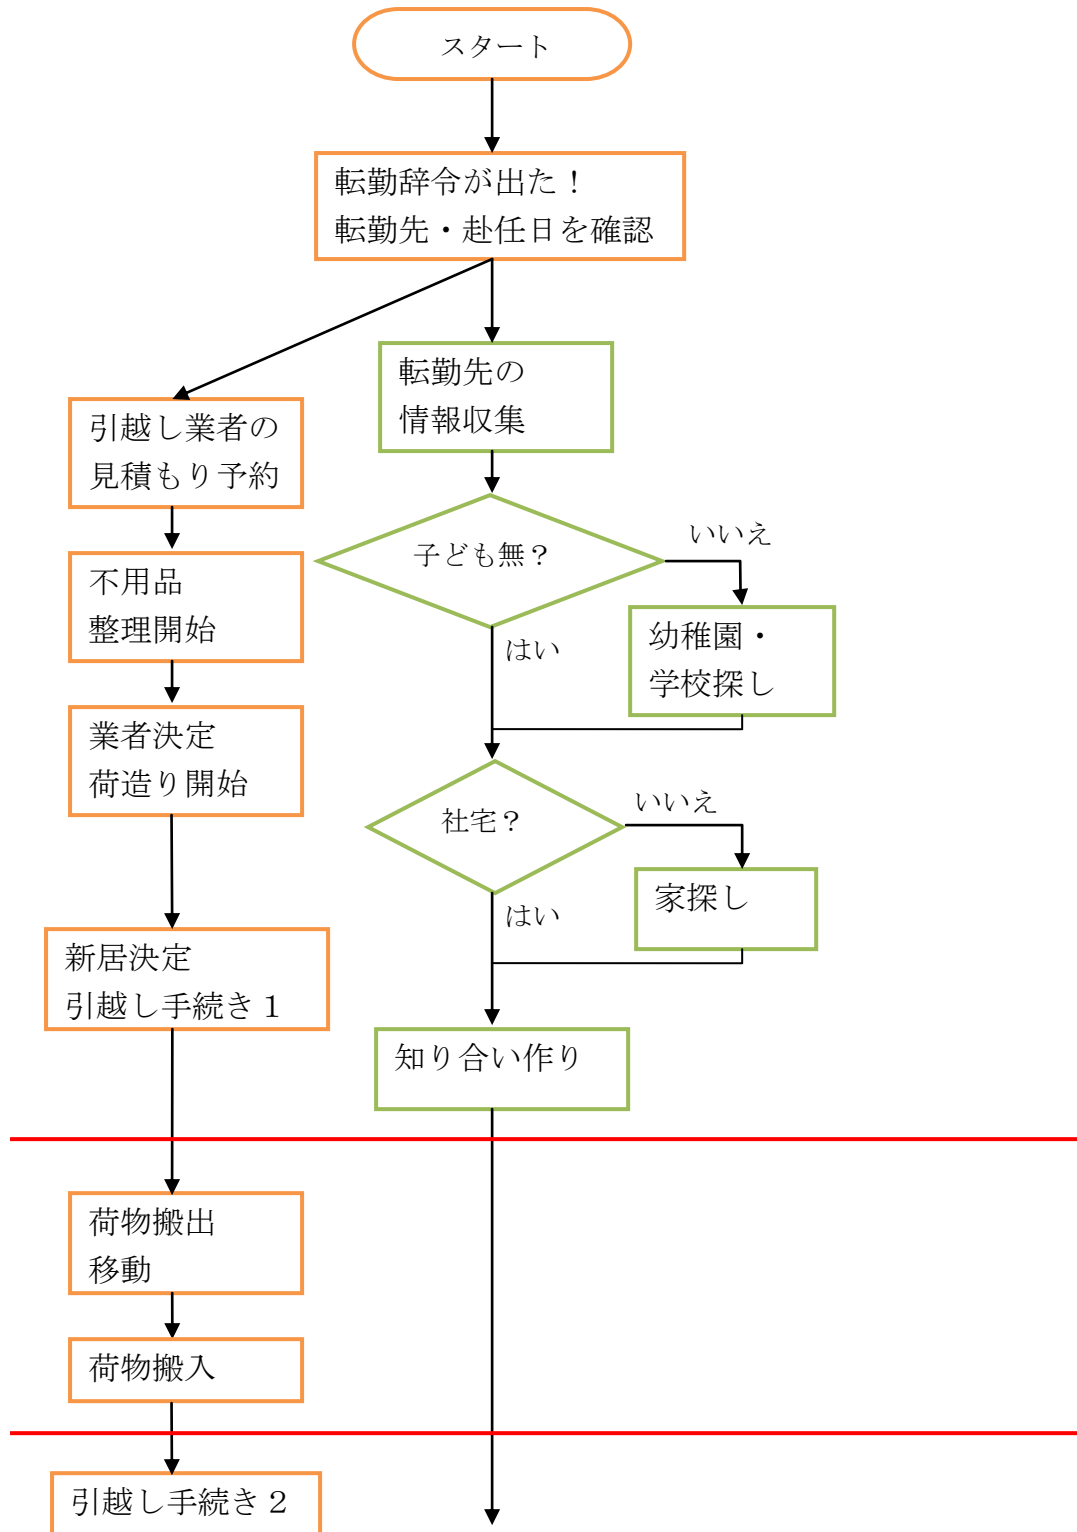 スタート
転勤辞令が出た！
転勤先・赴任日を確認
転勤先の
情報収集
引越し業者の
見積もり予約
子ども無？
いいえ
不用品
整理開始
はい
幼稚園・
学校探し
業者決定
荷造り開始
社宅？
いいえ
家探し
はい
新居決定
引越し手続き１
知り合い作り
荷物搬出
移動
荷物搬入
引越し手続き２